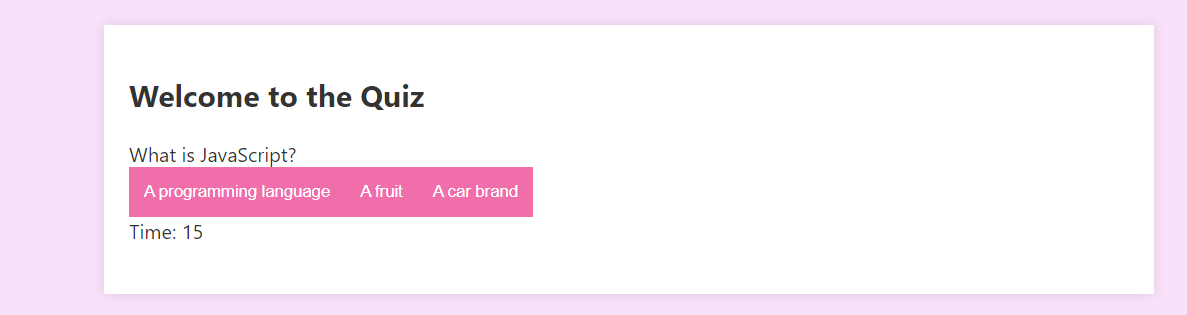 Welcome to the Quiz
What is JavaScript?
A programming language A fruit A car brand
Time: 15